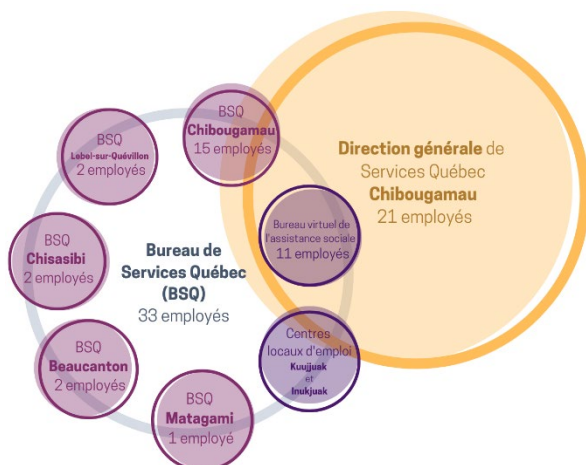 BSQ
Chibougamau
15 employés
BSQ
Lebel-sur-Quévillon
2 employés
Direction générale de
Services Québec
Chibougamau
21 employés
Bureau virtuel de
l'assistance sociale
11 employés
BSQ
Chisasibi
2 employés
Bureau de
Services Québec
(BSQ)
33 employés
Centres
locaux d'emploi
Kuujjuak
et
Inukjuak
BSQ
Beaucanton
2 employés
BSQ
Matagami
1 employé